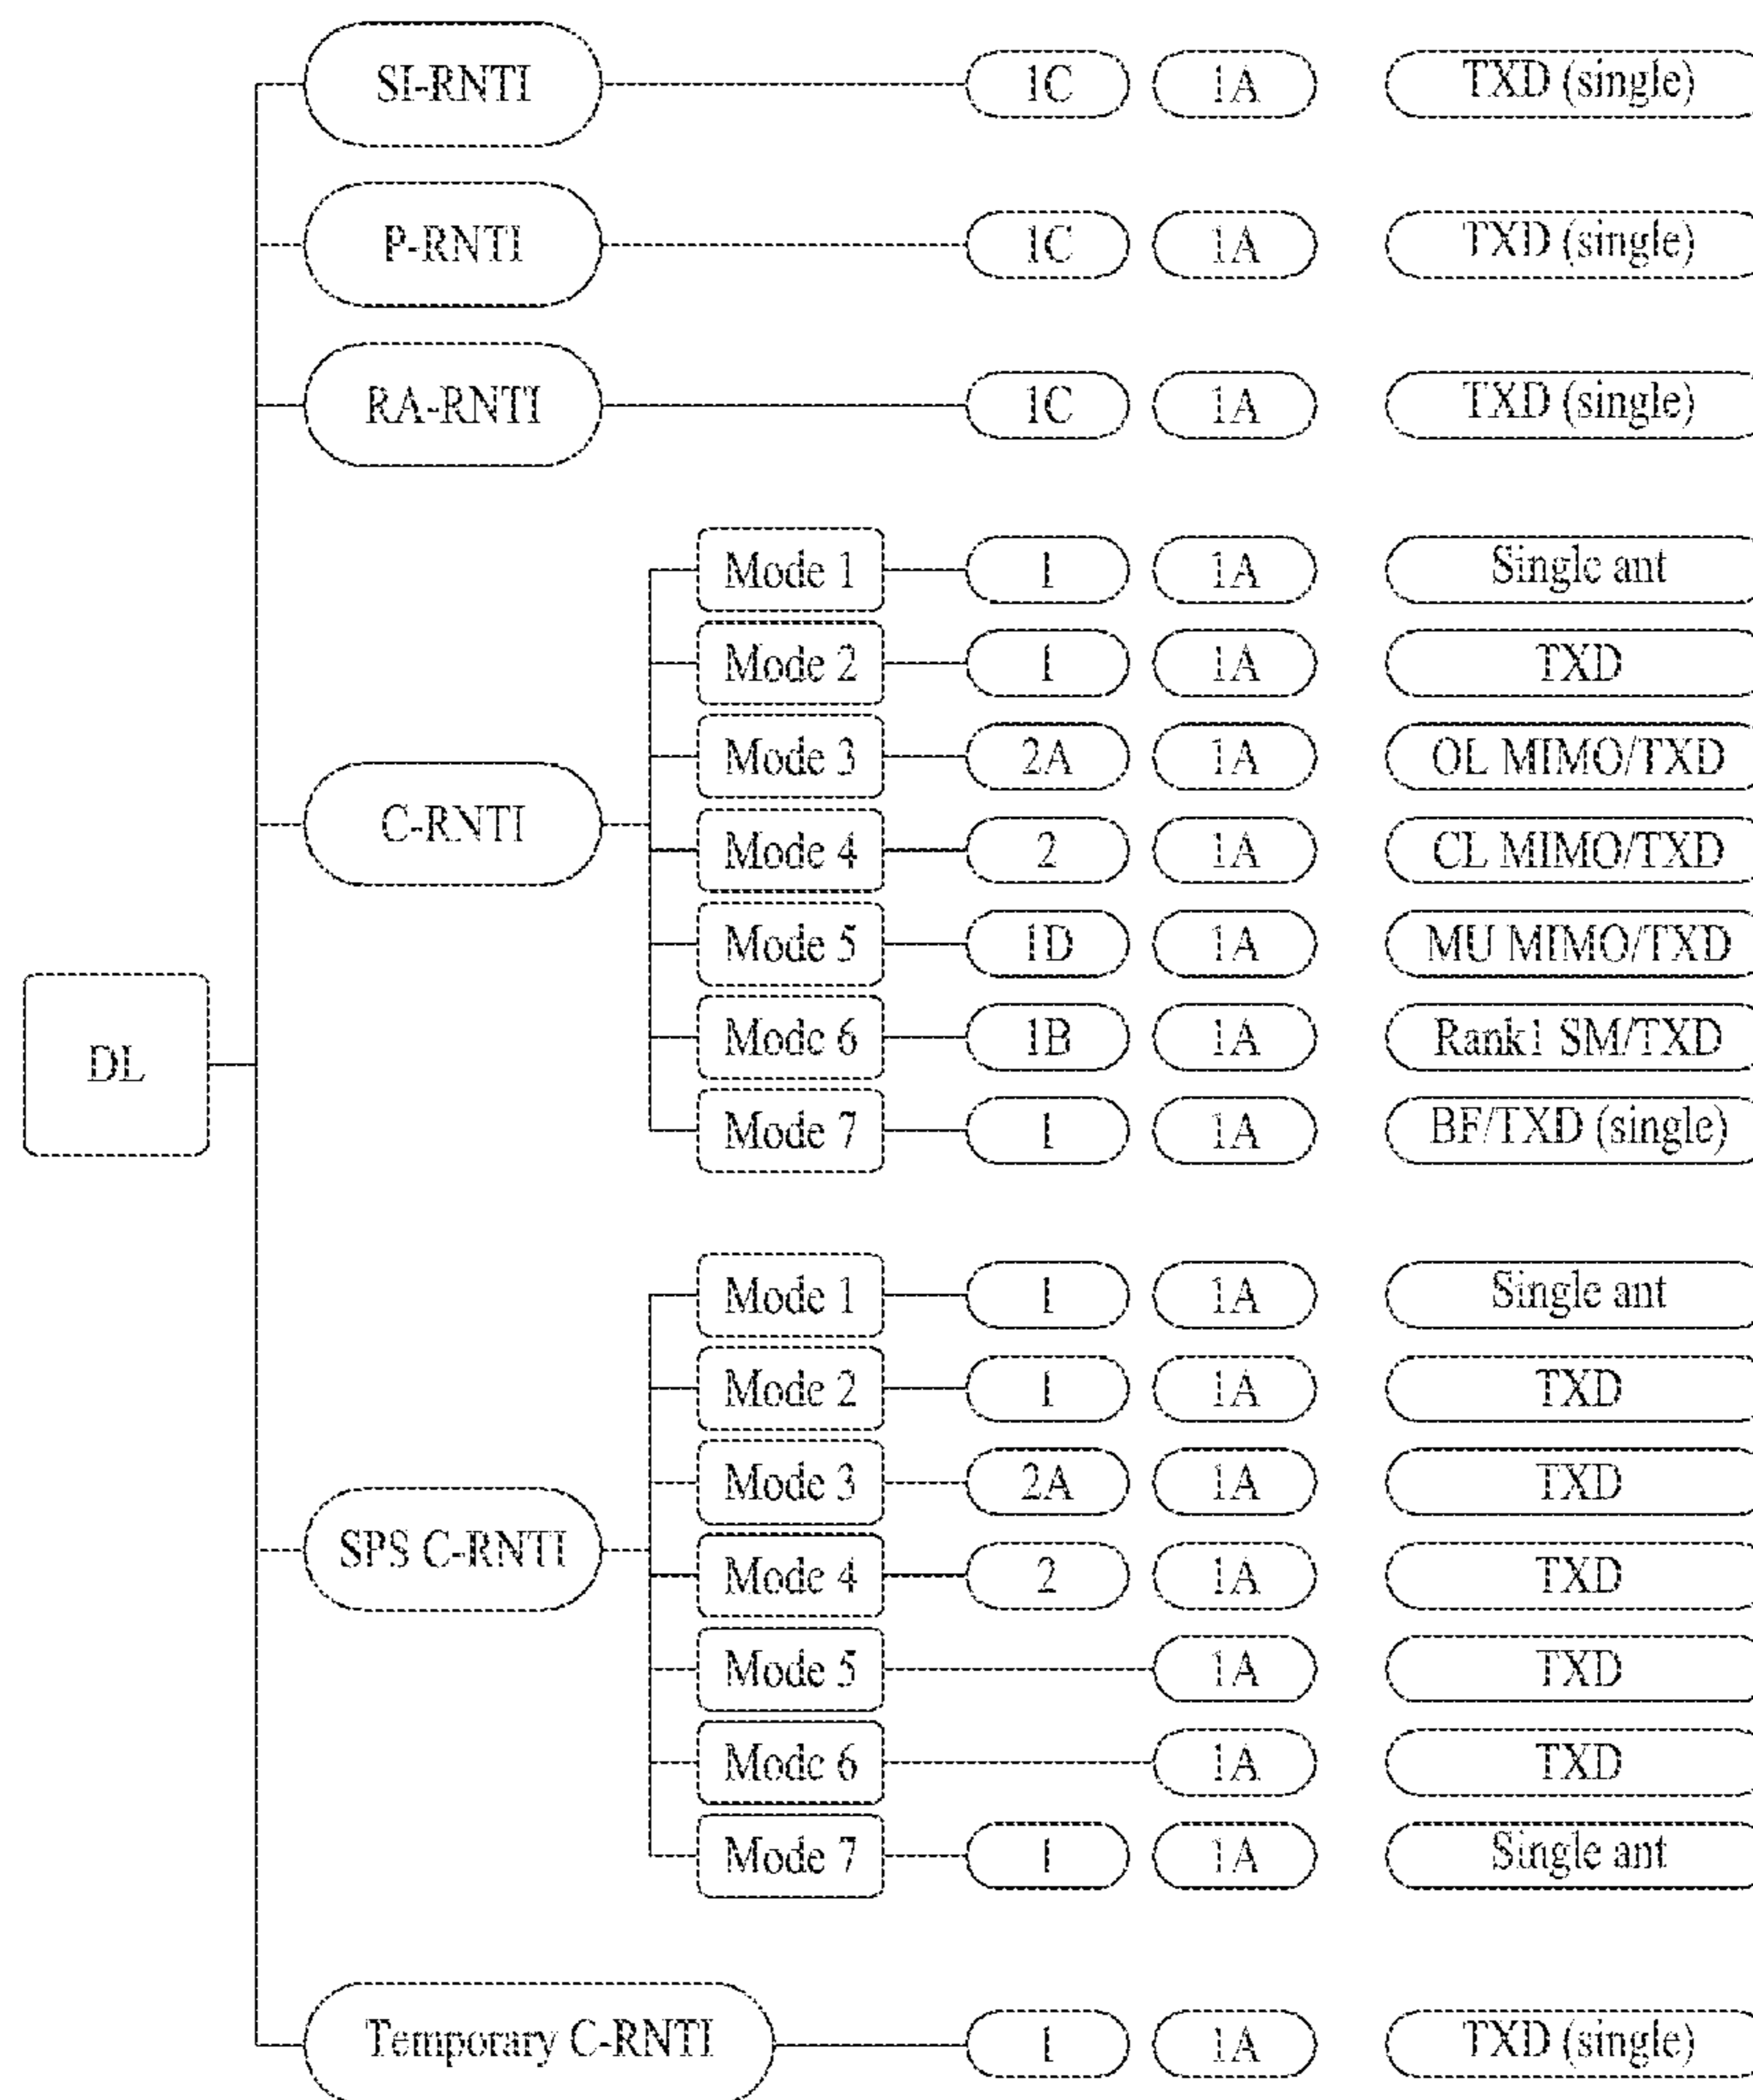 SI-RNTI 1C 1A TXD (single)
P-RNTI 1C 1A TXD (single)
RA-RNTI 1C 1A TXD (single)
Mode 1 1 1A Single ant
Mode 2 1 1A TXD
Mode 3 2A 1A OL MIMO/TXD
C-RNTI
Mode 4 2 1A CL MIMO/TXD
Mode 5 1D 1A MU MIMO/TXD
Mode 6 1B 1A Rank1 SM/TXD
DL
Mode 7 1 1A BF/TXD (single)
Mode 1 1 1A Single ant
Mode 2 1 1A TXD
Mode 3 2A 1A TXD
SPS C-RNTI
Mode 4 2 1A TXD
Mode 5 1A TXD
Mode 6 1A TXD
Mode 7 1 1A Single ant
Temporary C-RNTI 1 1A TXD (single)